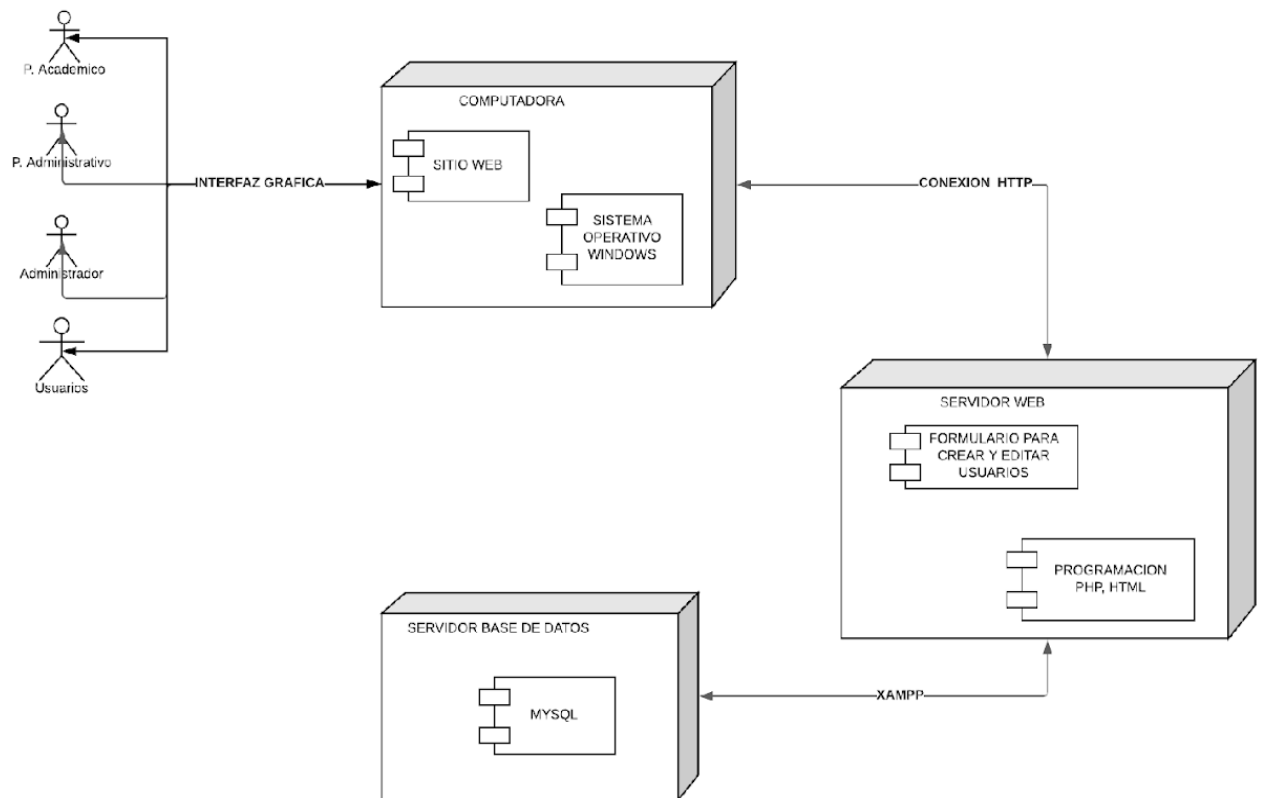 P. Academico
P. Administrativo
Administrador
Usuarios
INTERFAZ GRAFICA
COMPUTADORA
SITIO WEB
SISTEMA
OPERATIVO
WINDOWS
CONEXION HTTP
SERVIDOR WEB
FORMULARIO PARA
CREAR Y EDITAR
USUARIOS
PROGRAMACION
PHP, HTML
XAMPP
SERVIDOR BASE DE DATOS
MYSQL